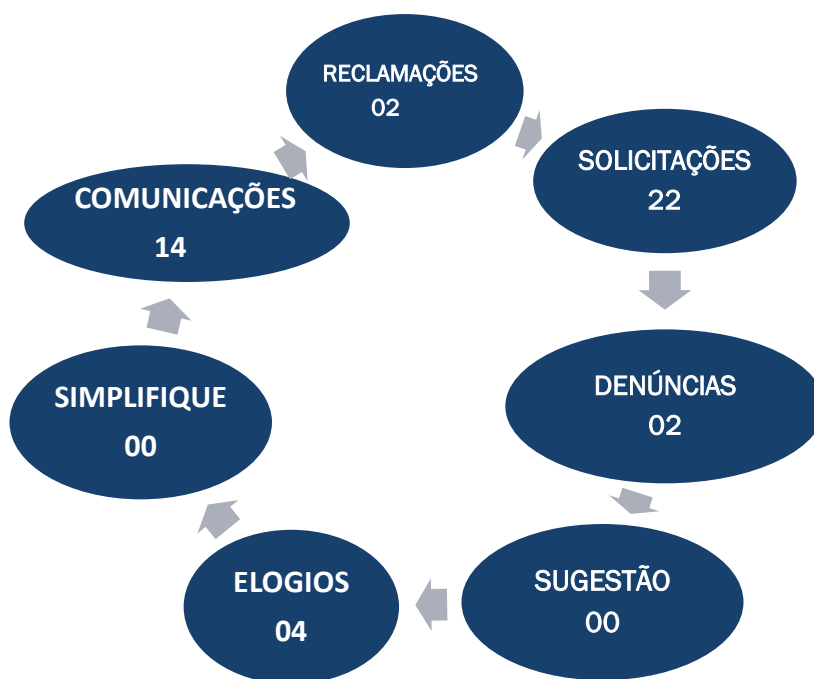 RECLAMAÇÕES
02
SOLICITAÇÕES
22
DENÚNCIAS
02
SUGESTÃO
00
ELOGIOS
04
SIMPLIFIQUE
00
COMUNICAÇÕES
14